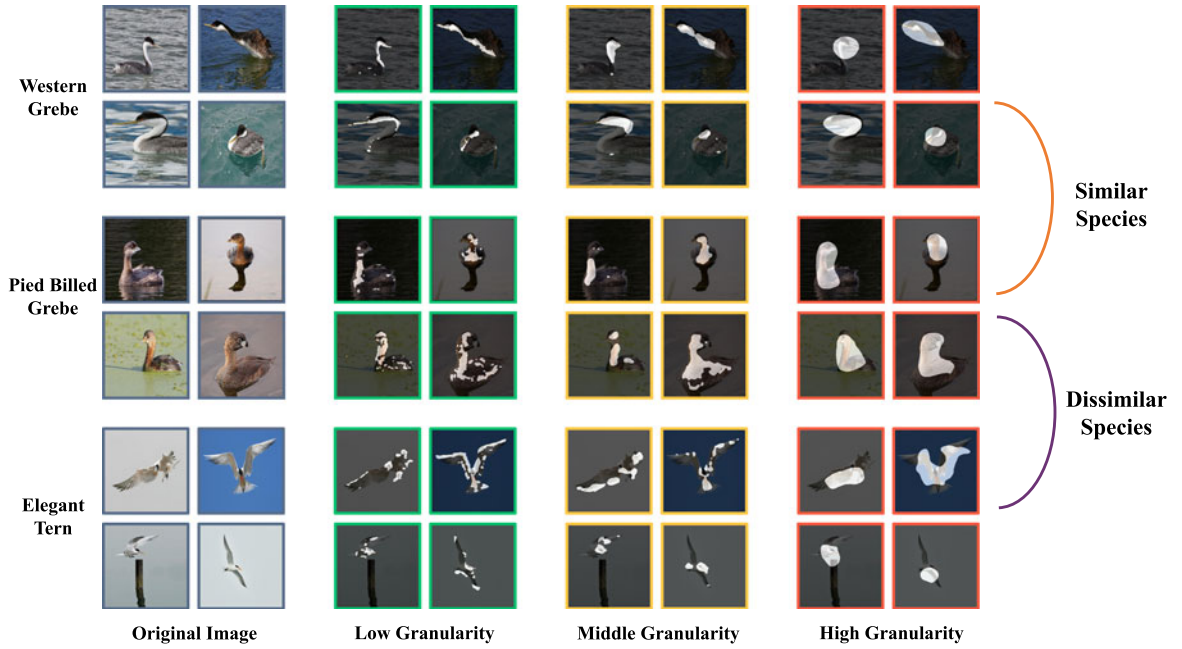 Western
Grebe
Similar
Species
Pied Billed
Grebe
Dissimilar
Species
Elegant
Tern
Original Image
Low Granularity
Middle Granularity
High Granularity